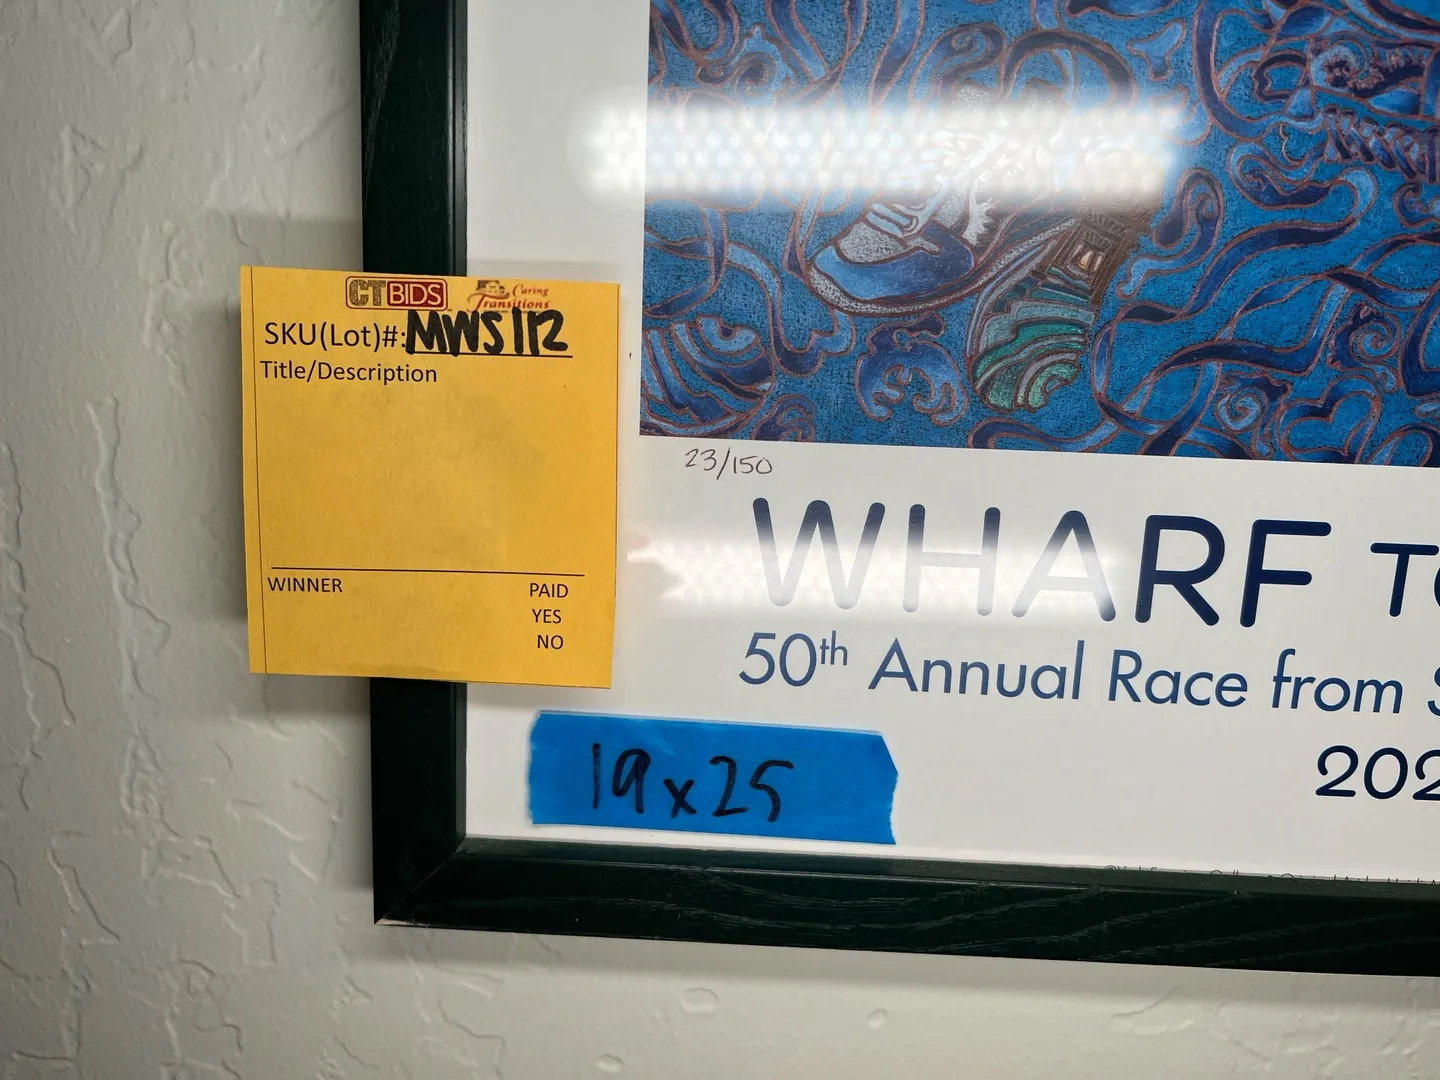 CTBIDS Caring Transitions
SKU(Lot)#: MWS112
Title/Description
WINNER PAID
YES
NO
23/150
WHARF
50th Annual Race from
202
19x25